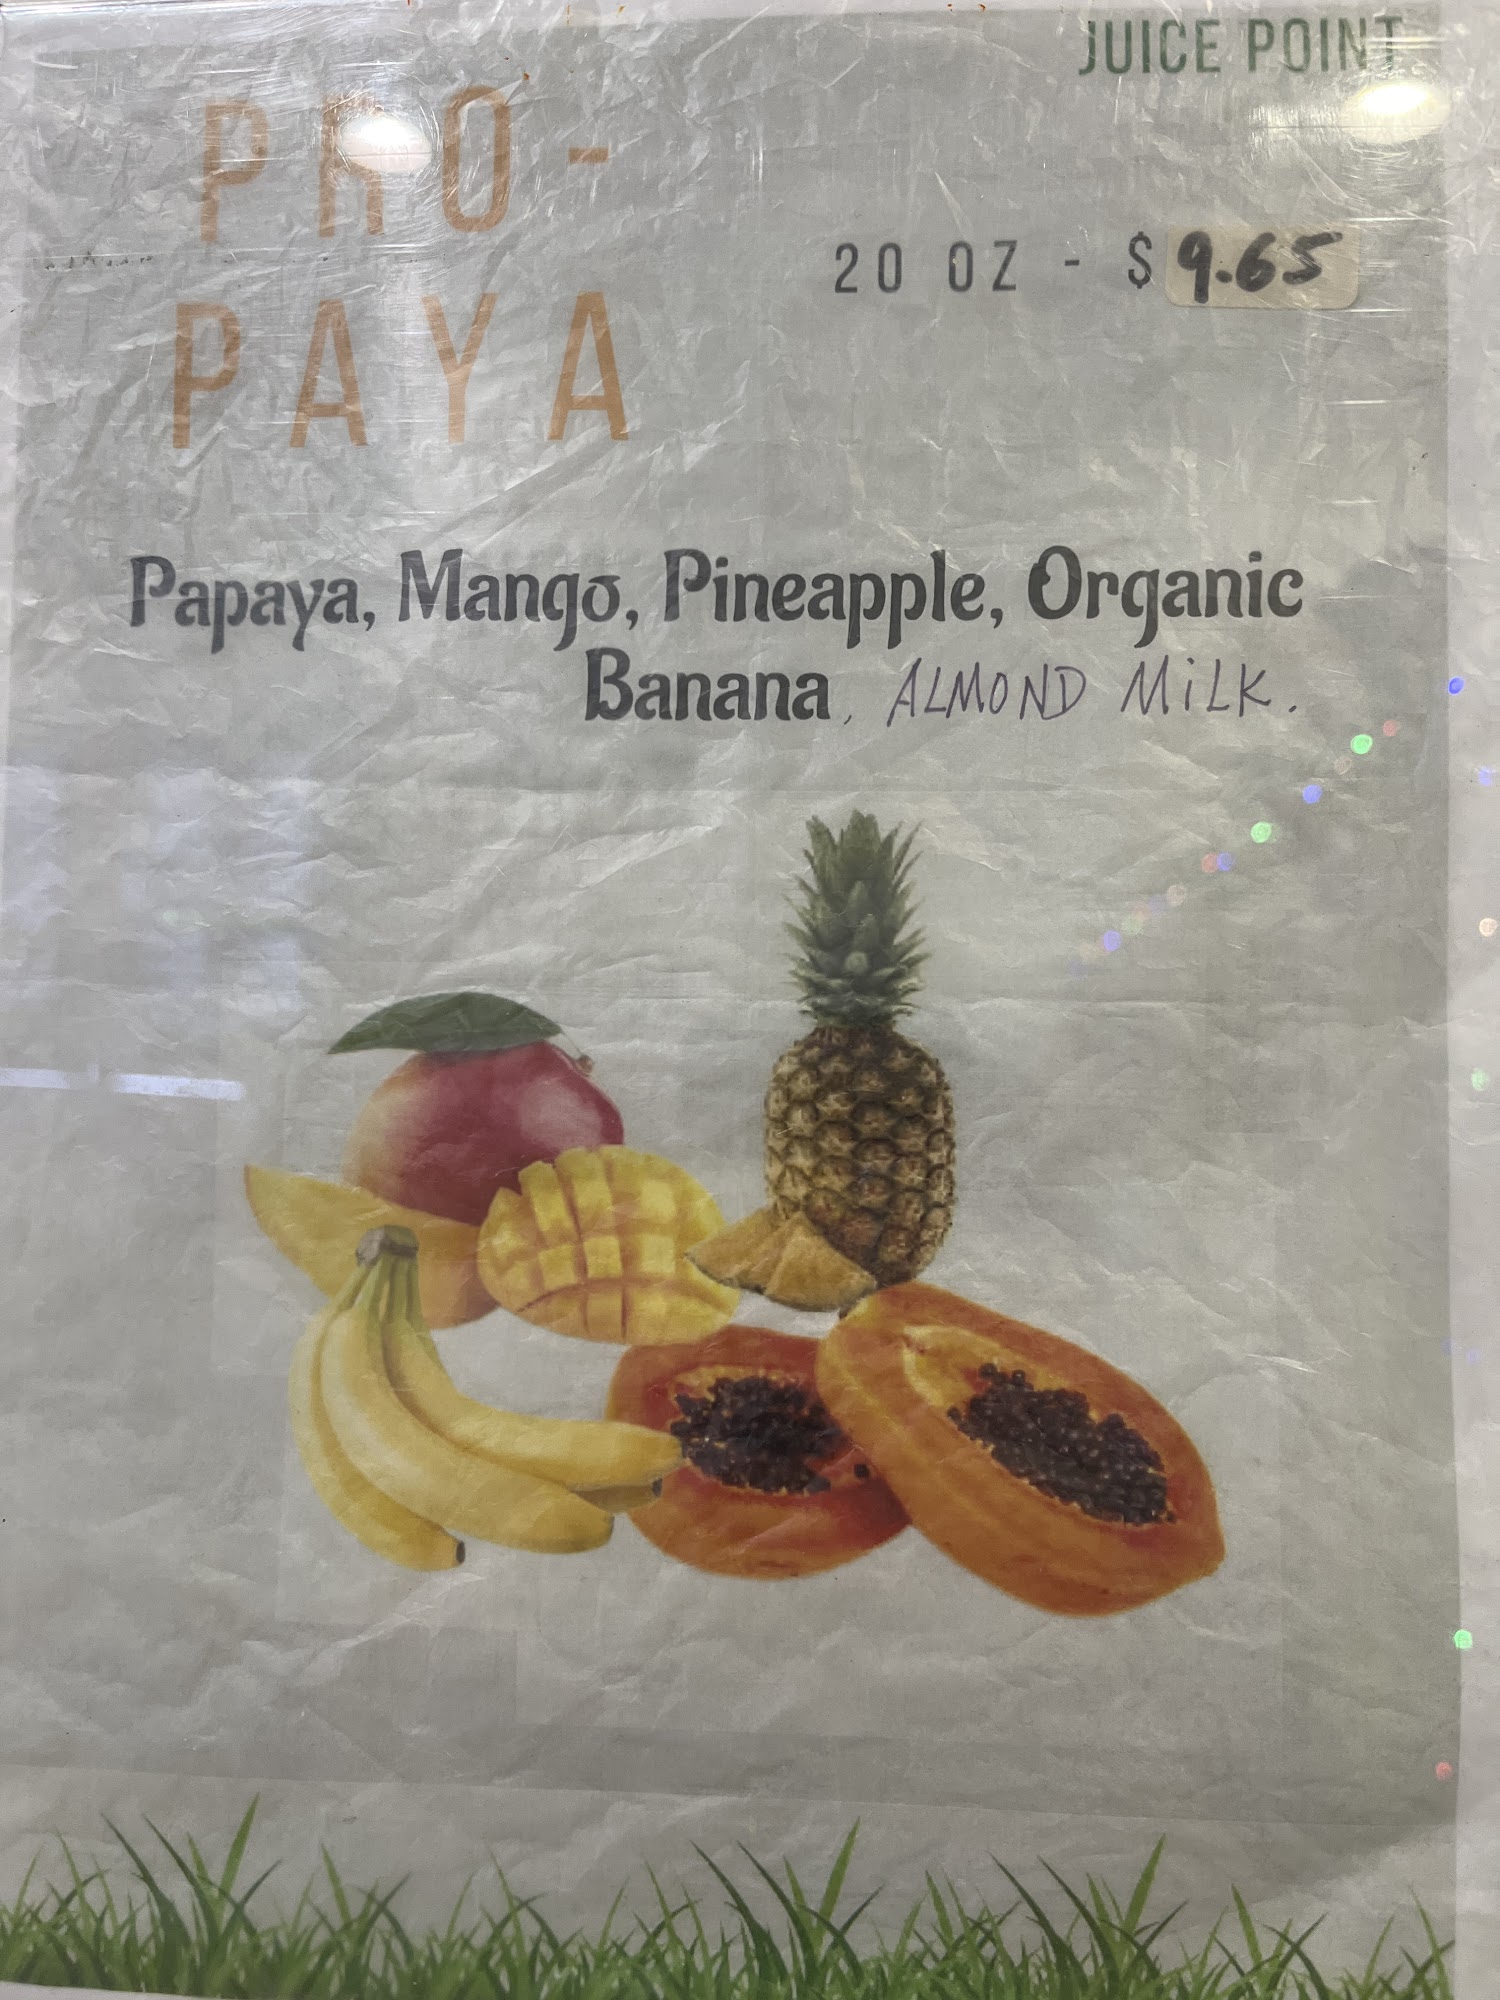 JUICE POINT
PRO-
PAYA
20 OZ - $9.65
Papaya, Mango, Pineapple, Organic
Banana, ALMOND MiLK.